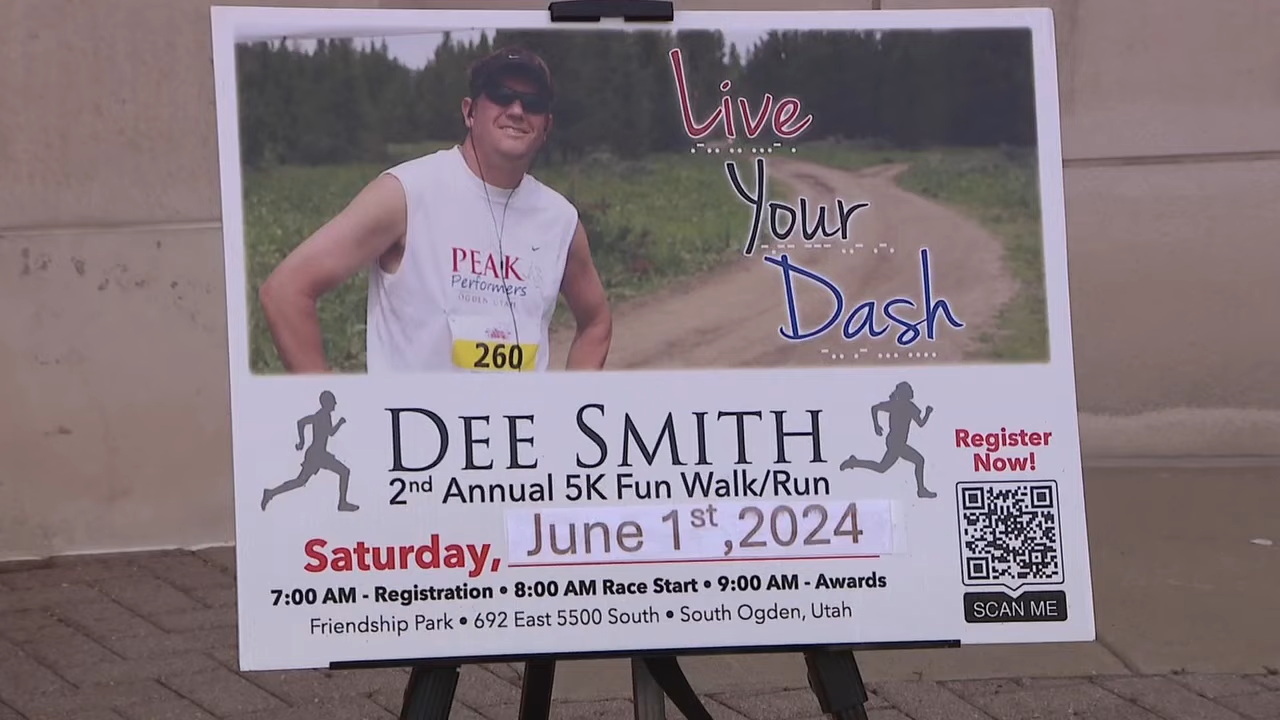 Live
Your
Dash
PEAK
Performers
OGDEN, UTAH
260
DEE SMITH
2nd Annual 5K Fun Walk/Run
Saturday, June 1st ,2024
7:00 AM - Registration • 8:00 AM Race Start • 9:00 AM - Awards
Friendship Park • 692 East 5500 South • South Ogden, Utah
Register
Now!
SCAN ME